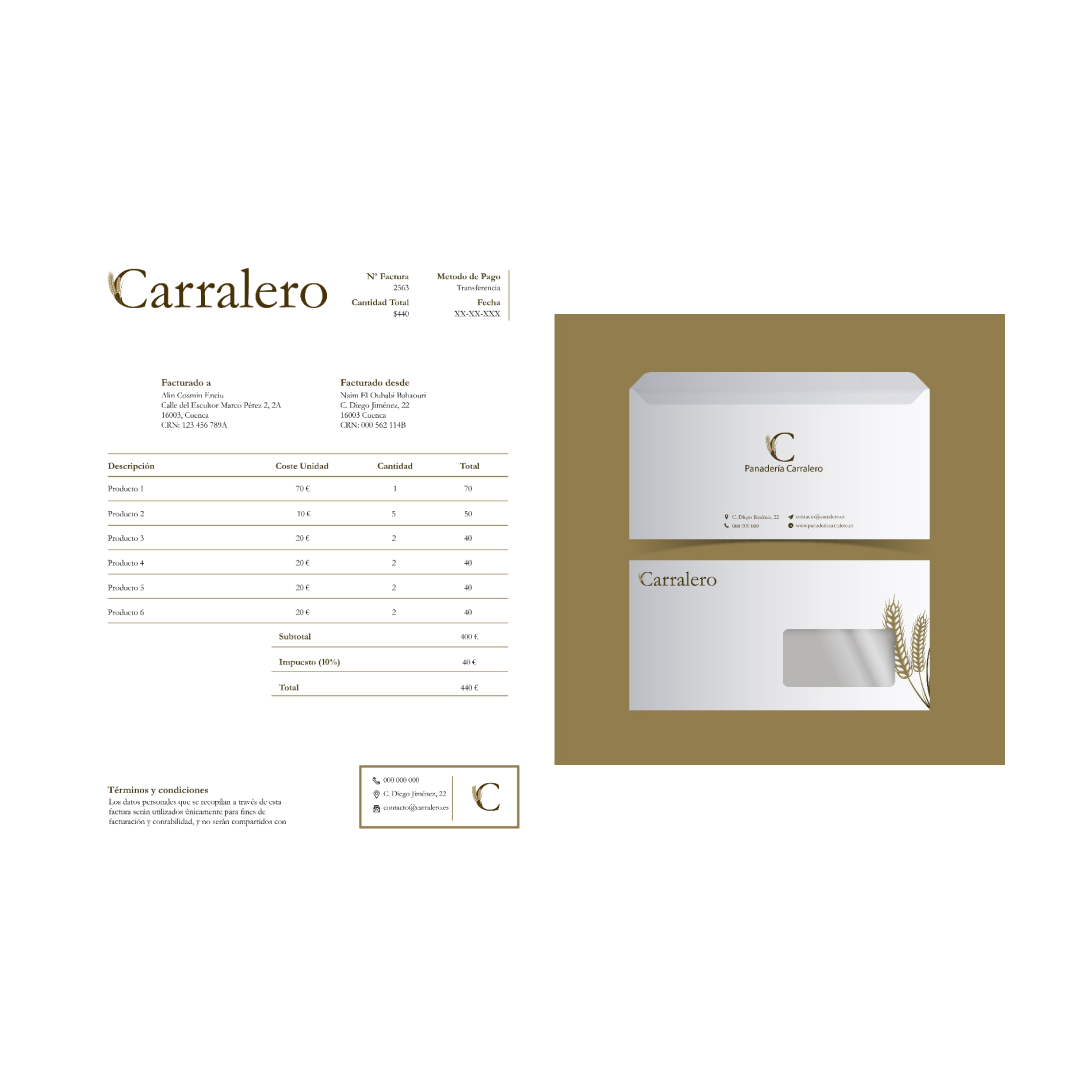 Carralero
Nº Factura
2563
Cantidad Total
$440
Metodo de Pago
Transferencia
Fecha
XX-XX-XXX
Facturado a
Alin Cosmin Enciu
Calle del Escultor Marco Pérez 2, 2A
16003, Cuenca
CRN: 123 456 789A
Facturado desde
Naim El Ouhabi
C. Diego Jiménez, 22
16003 Cuenca
CRN: 000 562 114B
Descripción Coste Unidad Cantidad Total
Producto 1 70 € 1 70
Producto 2 10 € 5 50
Producto 3 20 € 2 40
Producto 4 20 € 2 40
Producto 5 20 € 2 40
Producto 6 20 € 2 40
Subtotal 400 €
Impuesto (10%) 40 €
Total 440 €
Términos y condiciones
Los datos personales que se recopilan a través de esta
factura serán utilizados únicamente para fines de
facturación y contabilidad, y no serán compartidos con
000 000 000
C. Diego Jiménez, 22
contacto@carralero.es
C
C
Panadería Carralero
C. Diego Jiménez, 22
000 000 000
contacto@carralero.es
www.panaderiacarralero.es
Carralero